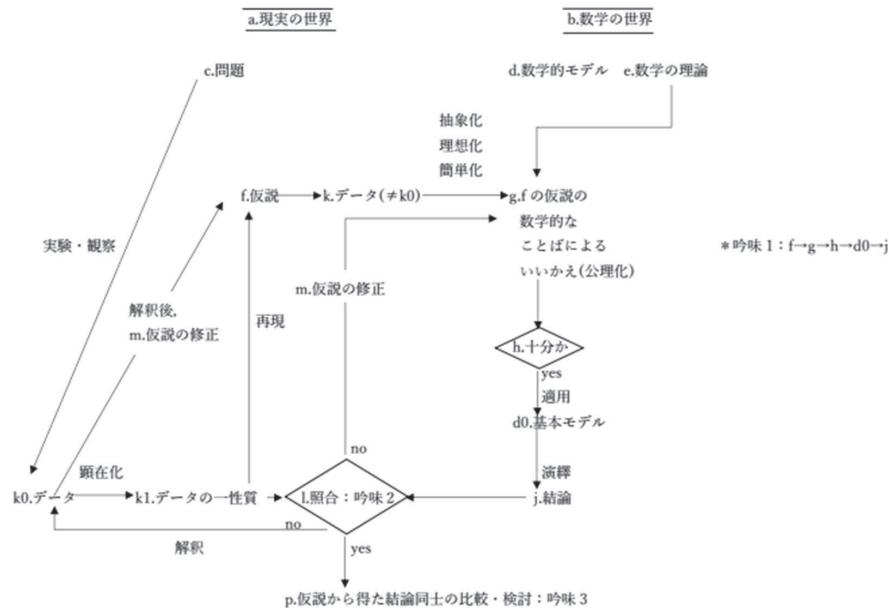 a.現実の世界
b.数学の世界
c.問題
d.数学的モデル
e.数学の理論
抽象化
理想化
簡単化
f.仮説
k.データ(≠k0)
g.f の仮説の
数学的な
ことばによる
いいかえ(公理化)
実験・観察
＊吟味 1：f→g→h→d0→j
m.仮説の修正
解釈後,
m.仮説の修正
再現
h.十分か
yes
適用
d0.基本モデル
no
顕在化
演繹
k0.データ
k1.データの一性質
l.照合：吟味 2
j.結論
no
解釈
yes
p.仮説から得た結論同士の比較・検討：吟味 3